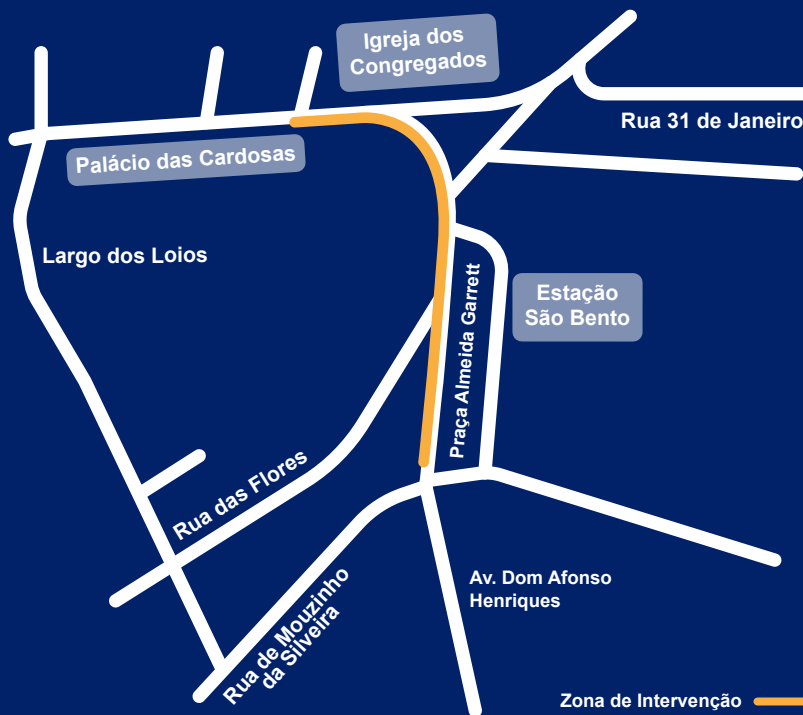 Igreja dos
Congregados
Rua 31 de Janeiro
Palácio das Cardosas
Largo dos Loios
Estação
São Bento
Praça Almeida Garrett
Rua das Flores
Av. Dom Afonso
Henriques
Rua de Mouzinho
da Silveira
Zona de Intervenção